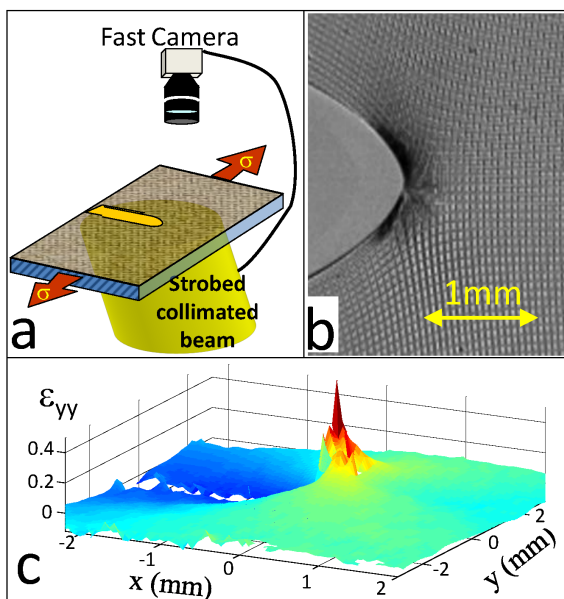 Fast Camera
σ
σ
Strobed
collimated
beam
a
b
1mm
ε_yy
0.4
0.2
0
-2
-1
0
1
2
x (mm)
-2
0
2
y (mm)
c